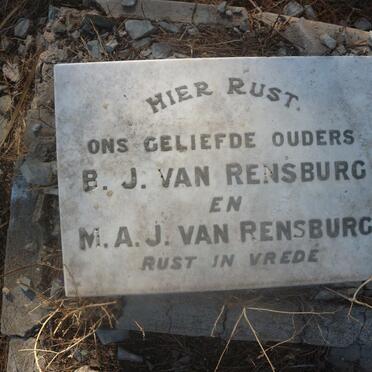 HIER RUST.
ONS GELIEFDE OUDERS
B. J. VAN RENSBURG
EN
M. A. J. VAN RENSBURG
RUST IN VREDE